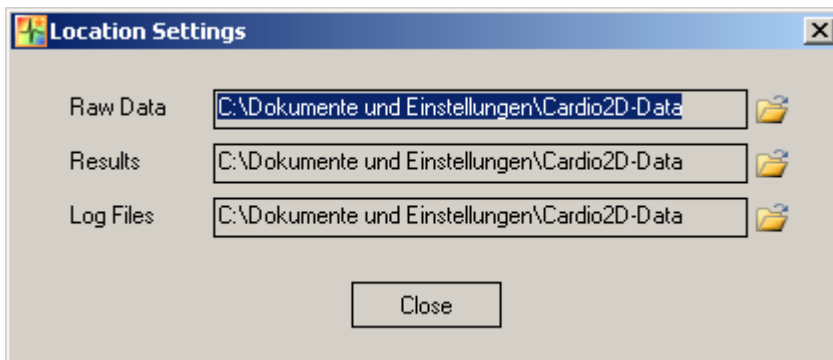 Location Settings
Raw Data C:\Dokumente und Einstellungen\Cardio2D-Data
Results C:\Dokumente und Einstellungen\Cardio2D-Data
Log Files C:\Dokumente und Einstellungen\Cardio2D-Data
Close